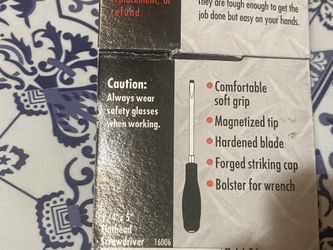 replacement, or
refund.
They are tough enough to get the
job done but easy on your hands.
Caution:
Always wear
safety glasses
when working.
• Comfortable
soft grip
• Magnetized tip
• Hardened blade
• Forged striking cap
• Bolster for wrench
4" x 5"
Flathead
Screwdriver 16006